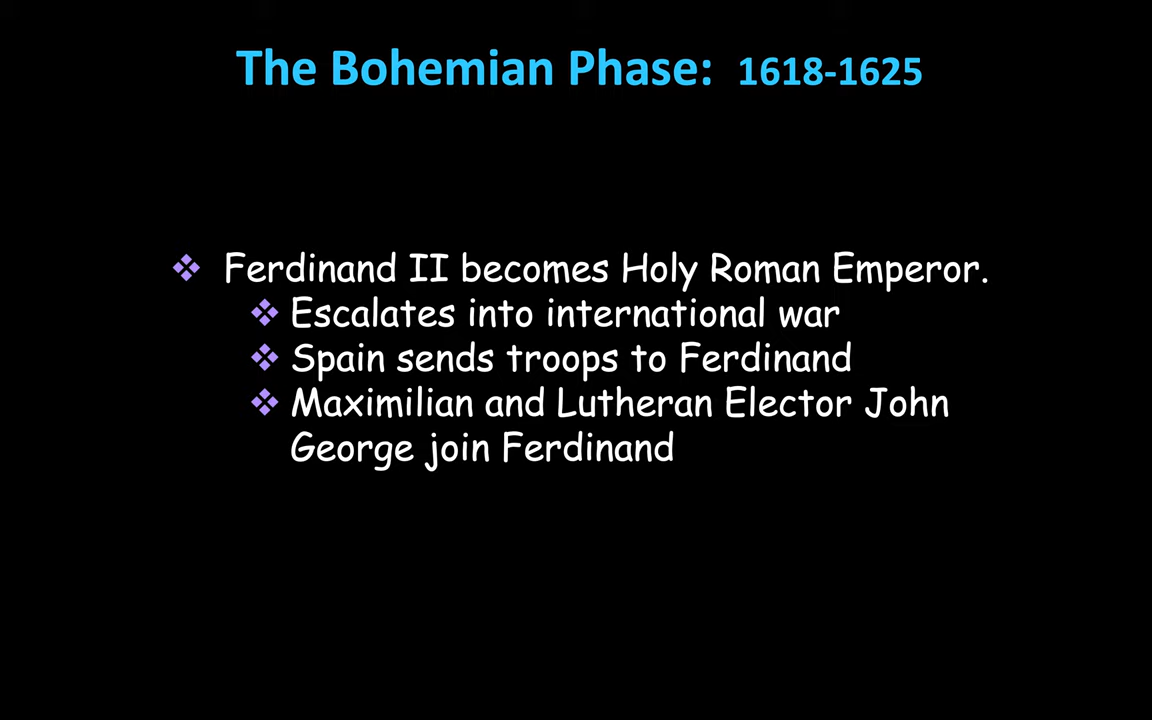 The Bohemian Phase: 1618-1625
❖ Ferdinand II becomes Holy Roman Emperor.
❖ Escalates into international war
❖ Spain sends troops to Ferdinand
❖ Maximilian and Lutheran Elector John
George join Ferdinand